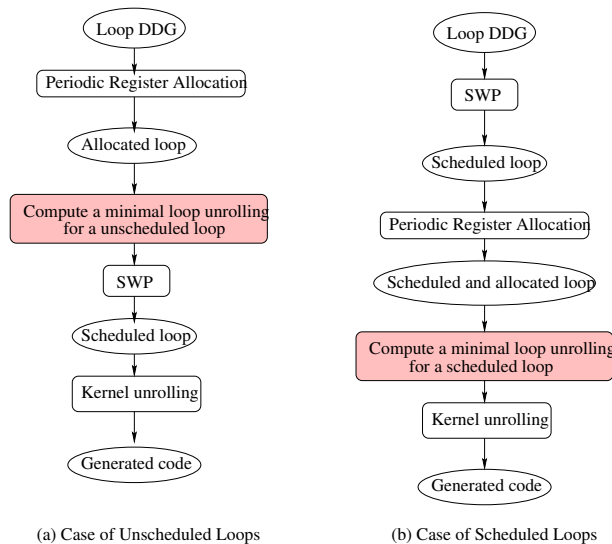 Loop DDG
Periodic Register Allocation
Allocated loop
Compute a minimal loop unrolling
for a unscheduled loop
SWP
Scheduled loop
Kernel unrolling
Generated code
(a) Case of Unscheduled Loops
Loop DDG
SWP
Scheduled loop
Periodic Register Allocation
Scheduled and allocated loop
Compute a minimal loop unrolling
for a scheduled loop
Kernel unrolling
Generated code
(b) Case of Scheduled Loops